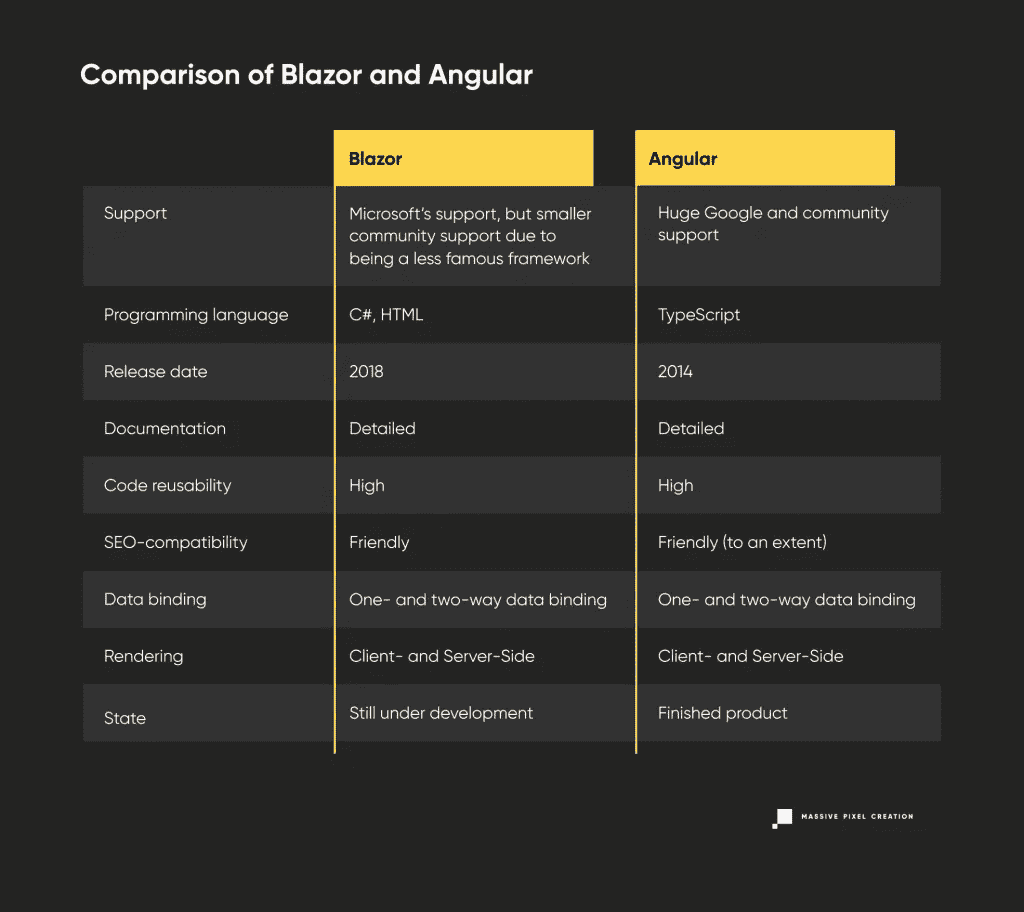 Comparison of Blazor and Angular
Blazor
Angular
Support
Microsoft’s support, but smaller
community support due to
being a less famous framework
Huge Google and community
support
Programming language
C#, HTML
TypeScript
Release date
2018
2014
Documentation
Detailed
Detailed
Code reusability
High
High
SEO-compatibility
Friendly
Friendly (to an extent)
Data binding
One- and two-way data binding
One- and two-way data binding
Rendering
Client- and Server-Side
Client- and Server-Side
State
Still under development
Finished product
MASSIVE PIXEL CREATION